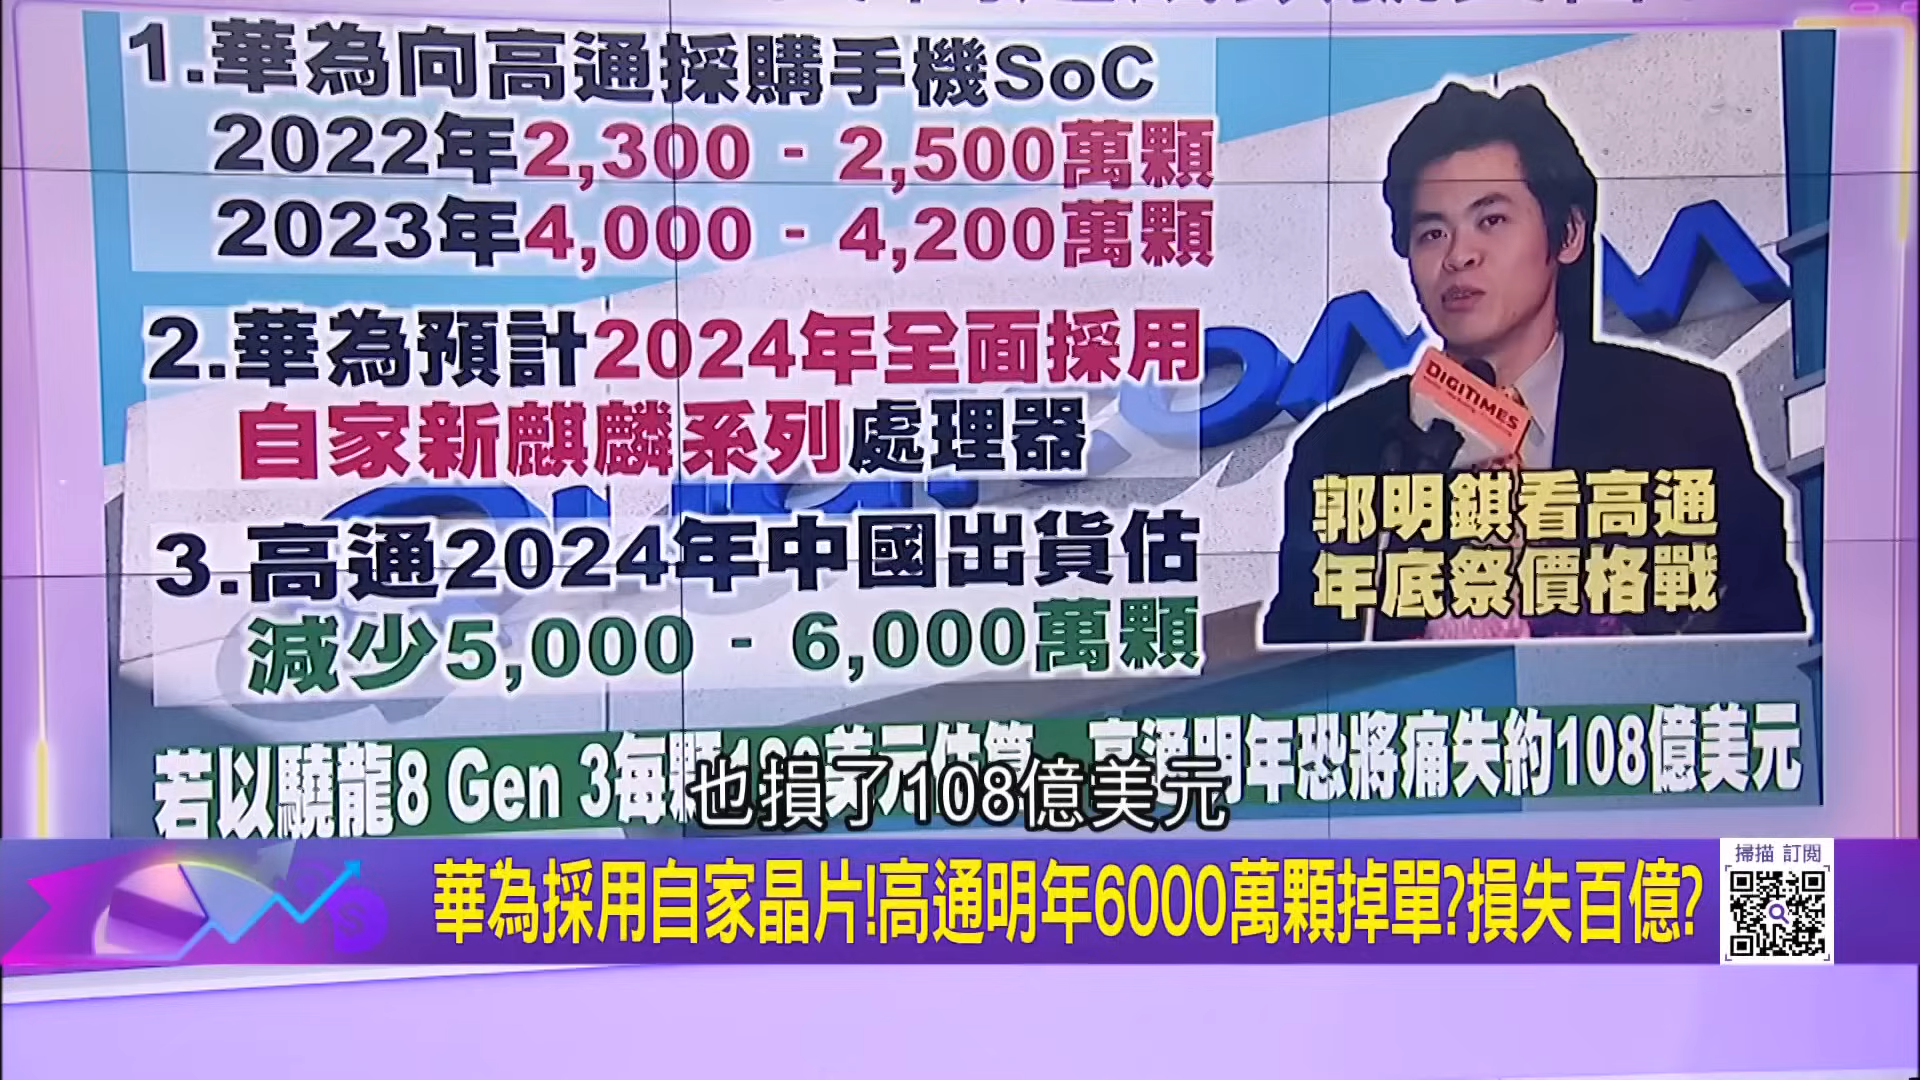 1.華為向高通採購手機SoC
2022年2,300 - 2,500萬顆
2023年4,000 - 4,200萬顆
2.華為預計2024年全面採用
自家新麒麟系列處理器
3.高通2024年中國出貨估
減少5,000 - 6,000萬顆
DIGITIMES
郭明錤看高通
年底祭價格戰
若以驍龍8 Gen 3每顆 美元估算 高通明年恐將痛失約108億美元
也損了108億美元
華為採用自家晶片!高通明年6000萬顆掉單?損失百億?
掃描 訂閱